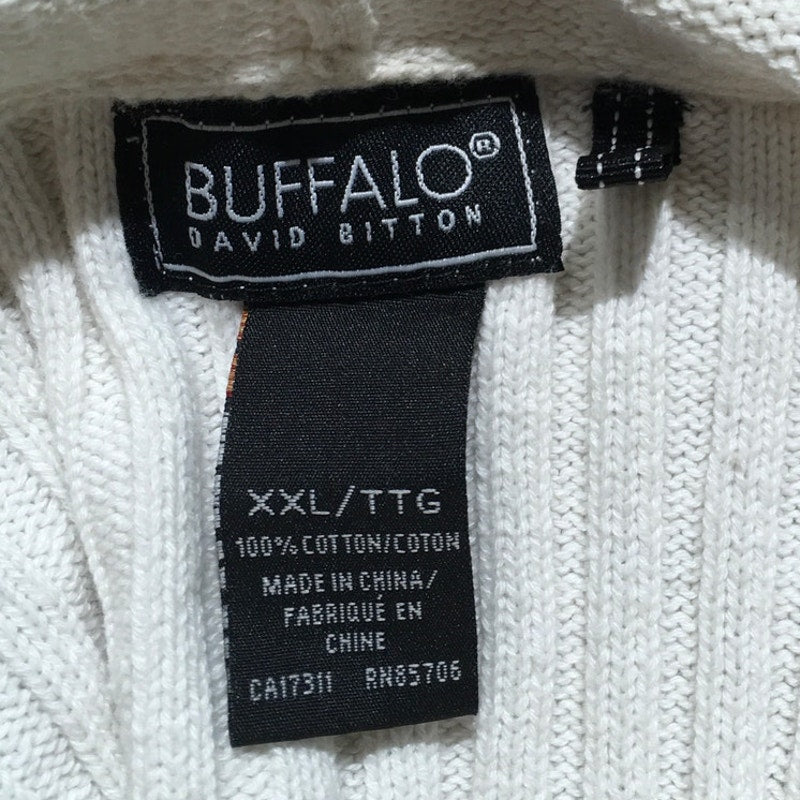 BUFFALO®
DAVID BITTON
XXL/TTG
100% COTTON/COTON
MADE IN CHINA/
FABRIQUÉ EN
CHINE
CA17311 RN85706